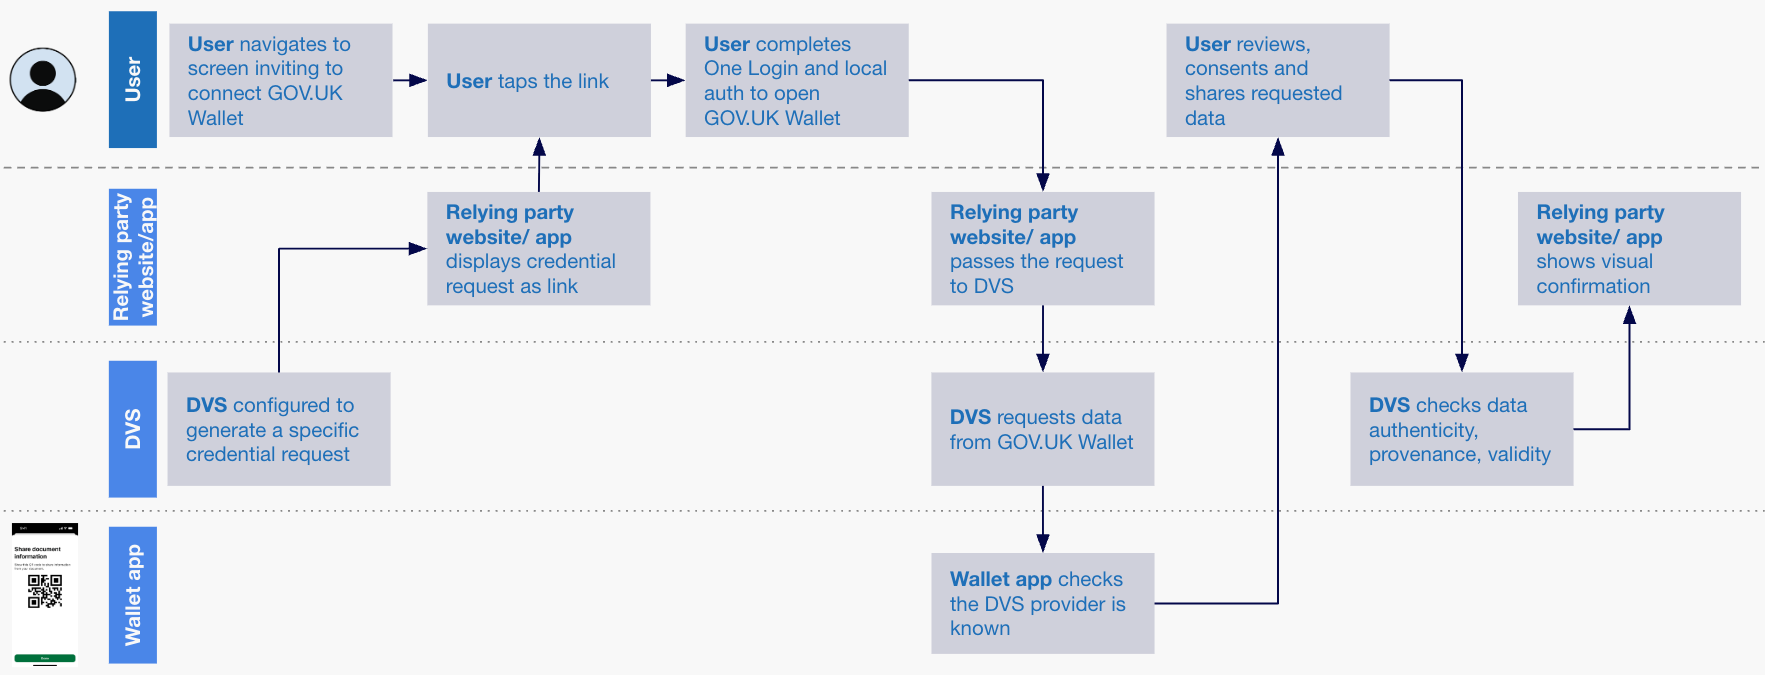 User
User navigates to
screen inviting to
connect GOV.UK
Wallet
User taps the link
User completes
One Login and local
auth to open
GOV.UK Wallet
User reviews,
consents and
shares requested
data
Relying party
website/app
Relying party
website/ app
displays credential
request as link
Relying party
website/ app
passes the request
to DVS
Relying party
website/ app
shows visual
confirmation
DVS
DVS configured to
generate a specific
credential request
DVS requests data
from GOV.UK Wallet
DVS checks data
authenticity,
provenance, validity
Share document
information
Wallet app
Wallet app checks
the DVS provider is
known